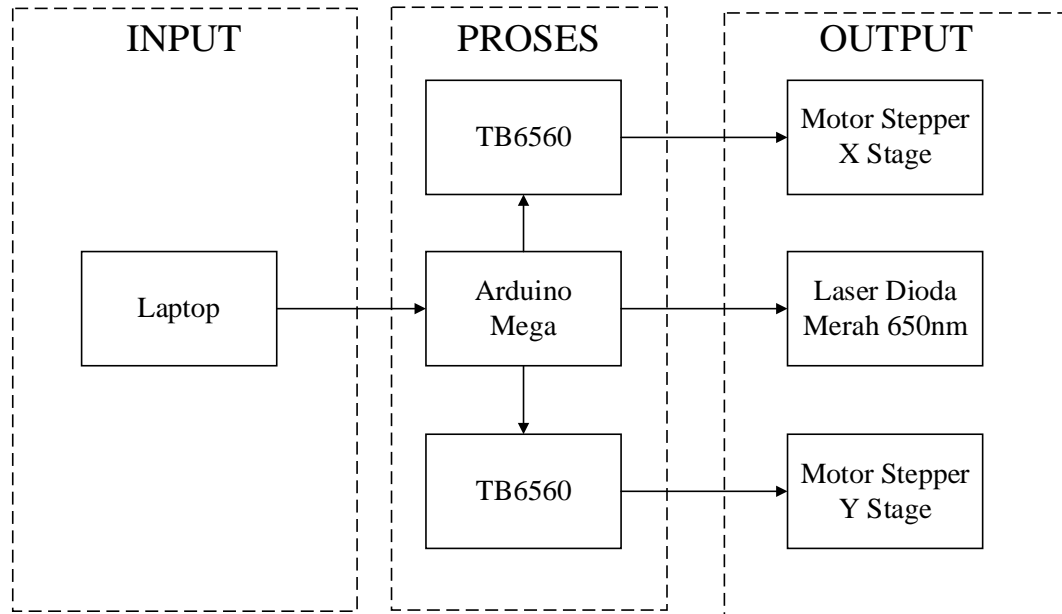 INPUT
PROSES
OUTPUT
TB6560
Motor Stepper
X Stage
Laptop
Arduino
Mega
Laser Dioda
Merah 650nm
TB6560
Motor Stepper
Y Stage